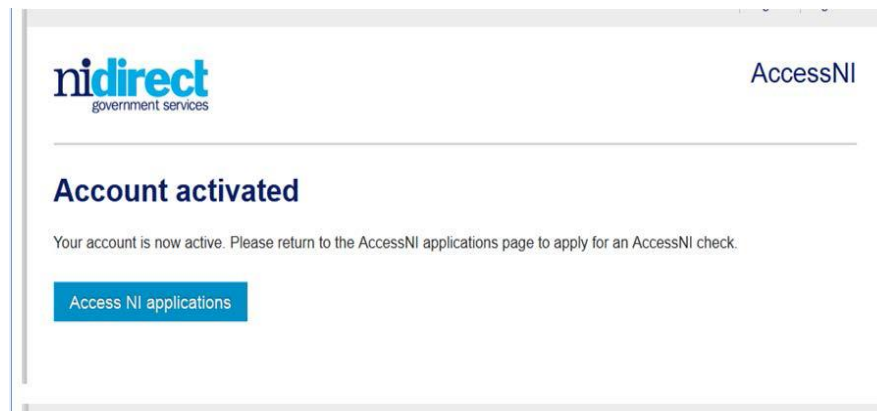 nidirect
government services
AccessNI
Account activated
Your account is now active. Please return to the AccessNI applications page to apply for an AccessNI check.
Access NI applications